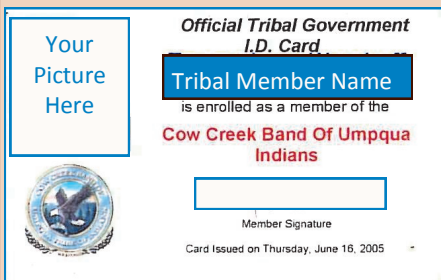 Your
Picture
Here
Official Tribal Government
I.D. Card
Tribal Member Name
is enrolled as a member of the
Cow Creek Band Of Umpqua
Indians
Member Signature
Card Issued on Thursday, June 16, 2005